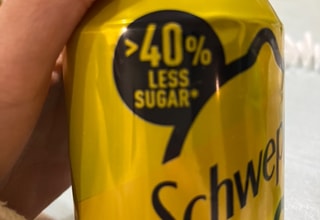 >40%
LESS
SUGAR*
Schwep